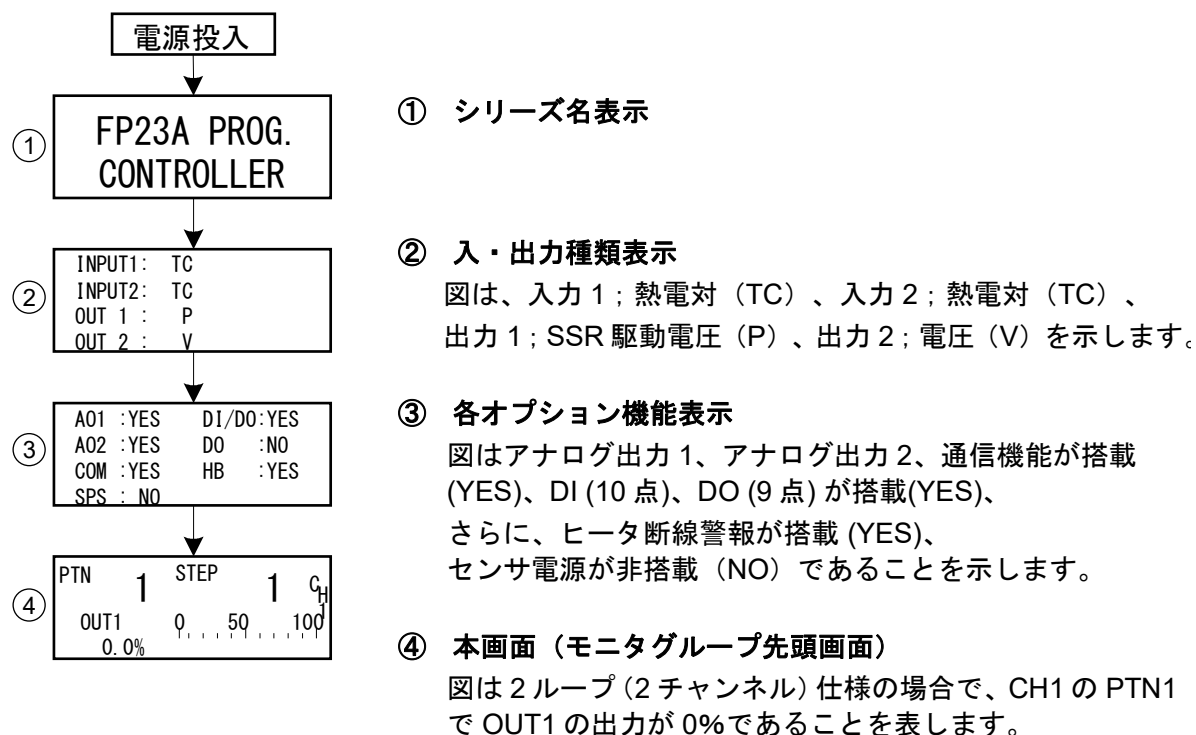 電源投入
①
FP23A PROG.
CONTROLLER
① シリーズ名表示
②
INPUT1: TC
INPUT2: TC
OUT 1 : P
OUT 2 : V
② 入・出力種類表示
図は、入力 1 ; 熱電対（TC）、入力 2 ; 熱電対（TC）、
出力 1 ; SSR 駆動電圧（P）、出力 2 ; 電圧（V）を示します。
③
AO1 :YES DI/DO:YES
AO2 :YES DO :NO
COM :YES HB :YES
SPS : NO
③ 各オプション機能表示
図はアナログ出力 1、アナログ出力 2、通信機能が搭載
(YES)、DI (10 点)、DO (9 点) が搭載(YES)、
さらに、ヒータ断線警報が搭載 (YES)、
センサ電源が非搭載（NO）であることを示します。
④
PTN 1 STEP 1 CH1
OUT1 0 50 100
0.0%
④ 本画面（モニタグループ先頭画面）
図は 2 ループ（2 チャンネル）仕様の場合で、CH1 の PTN1
で OUT1 の出力が 0%であることを表します。